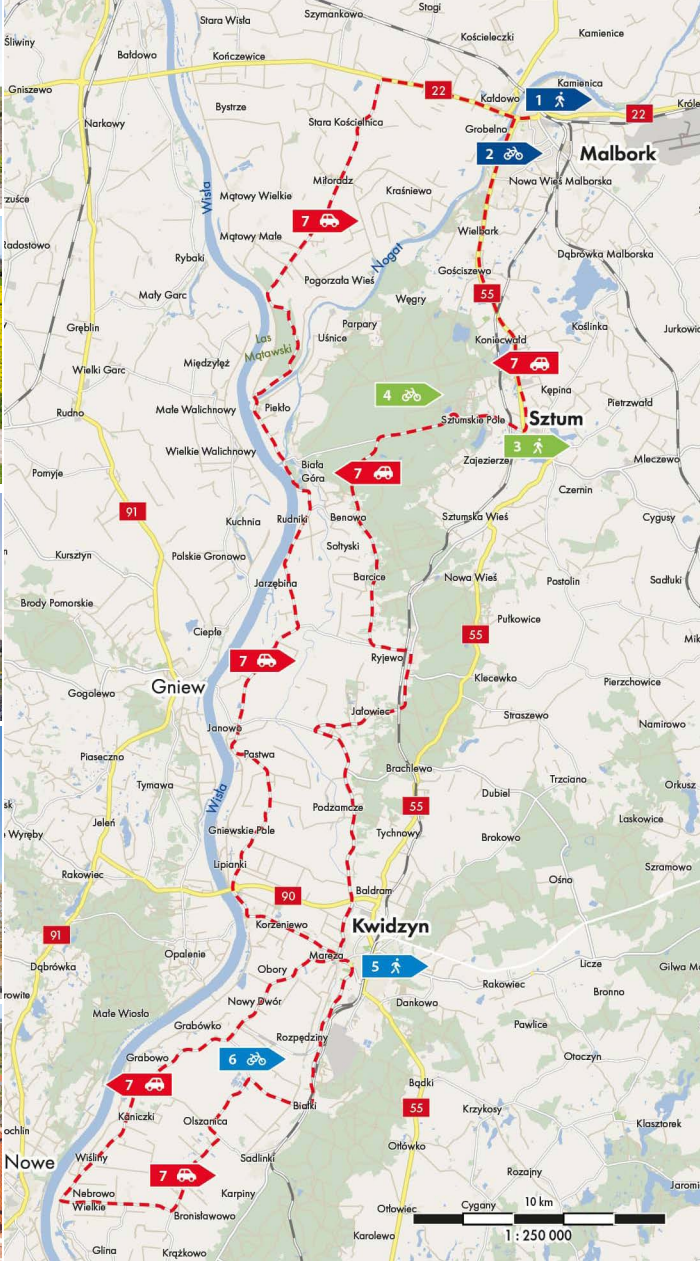 Stara Wisła
Szymankowo
Stogi
Kościeleczki
Kamienice
Śliwiny
Bałdowo
Kończewice
Gniszewo
22
Kamienica
Kałdowo
1
Bystrze
22
Narkowy
Stara Kościelnica
Grobelno
2
Malbork
Miłoradz
Nowa Wieś Malborska
Mątowy Wielkie
Kraśniewo
Wisła
7
Wielbark
Mątowy Małe
Radostowo
Nogat
Dąbrówka Malborska
Rybaki
Gościszewo
Pogorzała Wieś
Mały Garc
55
Węgry
Gręblin
Parpary
Koślinka
Uśnice
Koniecwałd
Las
Mątawski
Międzyłęż
7
Wielki Garc
Kępina
4
Pietrzwałd
Małe Walichnowy
Piekło
Rudno
Sztumskie Pole
Sztum
3
Wielkie Walichnowy
Zajezierze
Mleczewo
Biała
Góra
7
Pomyje
Czernin
91
Kuchnia
Rudniki
Benowo
Sztumska Wieś
Cygusy
Sołtyski
Kursztyn
Polskie Gronowo
Jarzębina
Barcice
Nowa Wieś
Postolin
Sadłuki
Brody Pomorskie
Pułkowice
Ciepłe
55
7
Ryjewo
Gniew
Klecewko
Gogolewo
Pierzchowice
Jałowiec
Straszewo
Namirowo
Janowo
Piaseczno
Pastwa
Brachlewo
Trzciano
Tymawa
Orkusz
Wisła
Dubiel
Podzamcze
55
Laskowice
Jeleń
Gniewskie Pole
Tychnowy
Brokowo
Lipianki
Szramowo
Rakowiec
Ośno
90
Baldram
Korzeniewo
Kwidzyn
91
Opalenie
Mareza
Dąbrówka
5
Licze
Obory
Rakowiec
Bronno
Nowy Dwór
Dankowo
Małe Wiosło
Grabówko
Pawlice
Rozpędziny
Grabowo
6
Otoczyn
7
Bądki
Białki
55
Krzykosy
Kaniczki
Olszanica
Klasztorek
Otłówko
Nowe
Wiśliny
Sadlinki
7
Rozajny
Nebrowo
Wielkie
Karpiny
10 km
Otłowiec
Cygany
Bronisławowo
1 : 250 000
Karolewo
Glina
Krążkowo